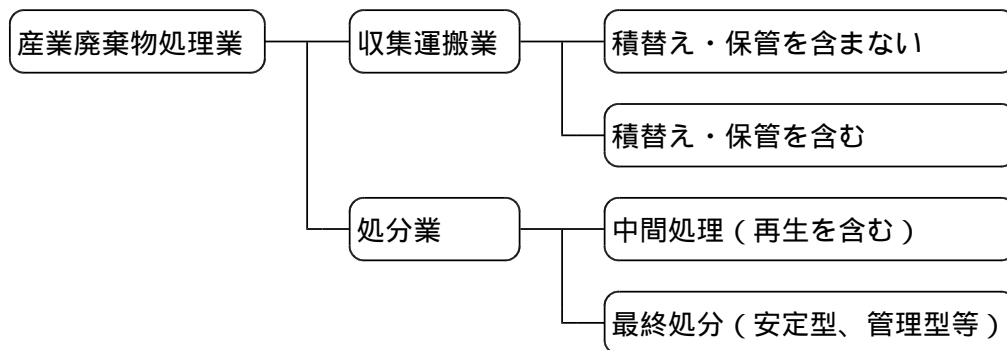 産業廃棄物処理業
収集運搬業
積替え・保管を含まない
積替え・保管を含む
処分業
中間処理（再生を含む）
最終処分（安定型、管理型等）